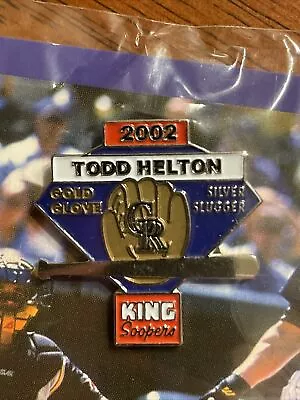 2002
TODD HELTON
GOLD SILVER
GLOVE SLUGGER
CR
KING
Soopers